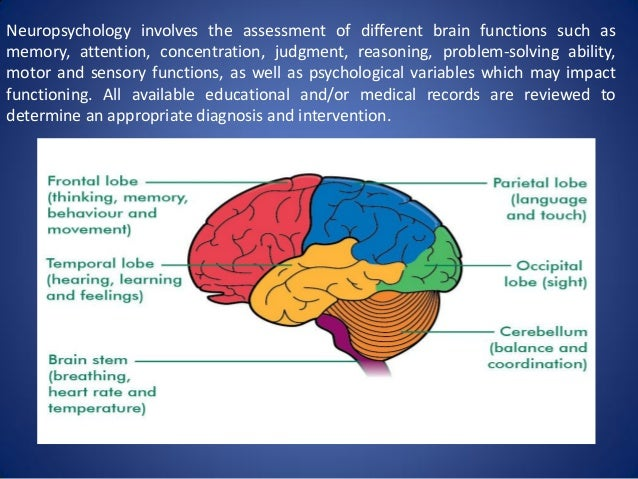 Neuropsychology involves the assessment of different brain functions such as
memory, attention, concentration, judgment, reasoning, problem-solving ability,
motor and sensory functions, as well as psychological variables which may impact
functioning. All available educational and/or medical records are reviewed to
determine an appropriate diagnosis and intervention.
Frontal lobe
(thinking, memory,
behaviour and
movement)
Temporal lobe
(hearing, learning
and feelings)
Brain stem
(breathing,
heart rate and
temperature)
Parietal lobe
(language
and touch)
Occipital
lobe (sight)
Cerebellum
(balance and
coordination)